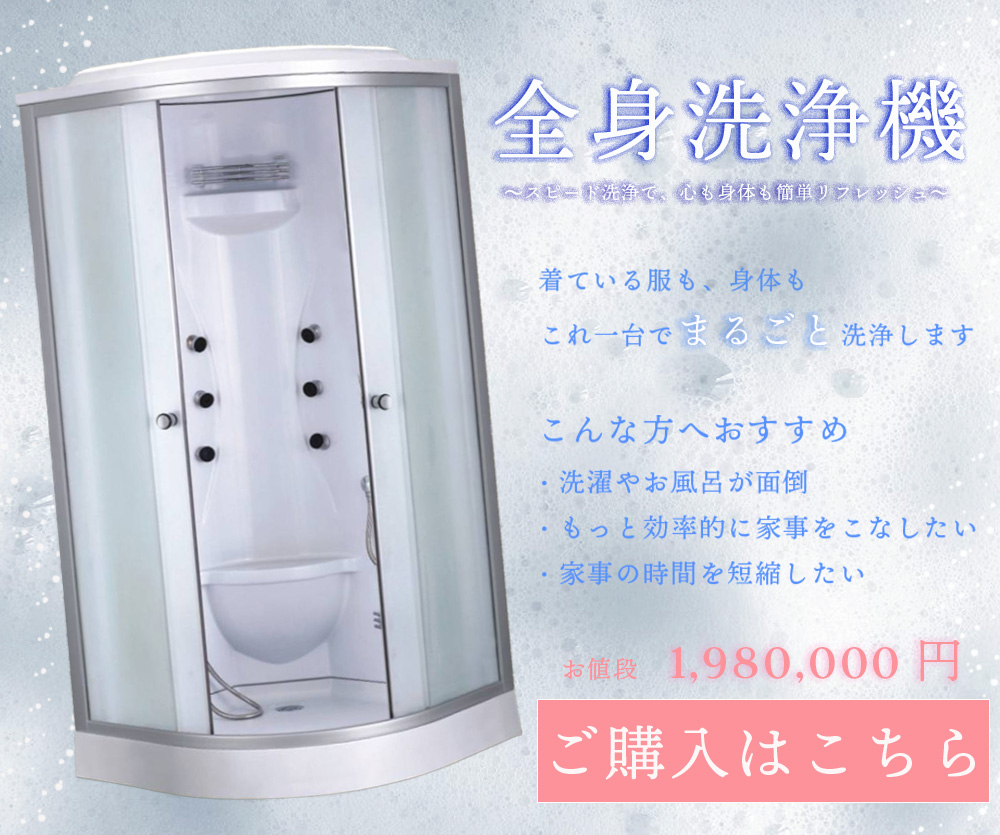 全身洗浄機
～スピード洗浄で、心も身体も簡単リフレッシュ～
着ている服も、身体も
これ一台でまるごと洗浄します
こんな方へおすすめ
・洗濯やお風呂が面倒
・もっと効率的に家事をこなしたい
・家事の時間を短縮したい
お値段 1,980,000 円
ご購入はこちら